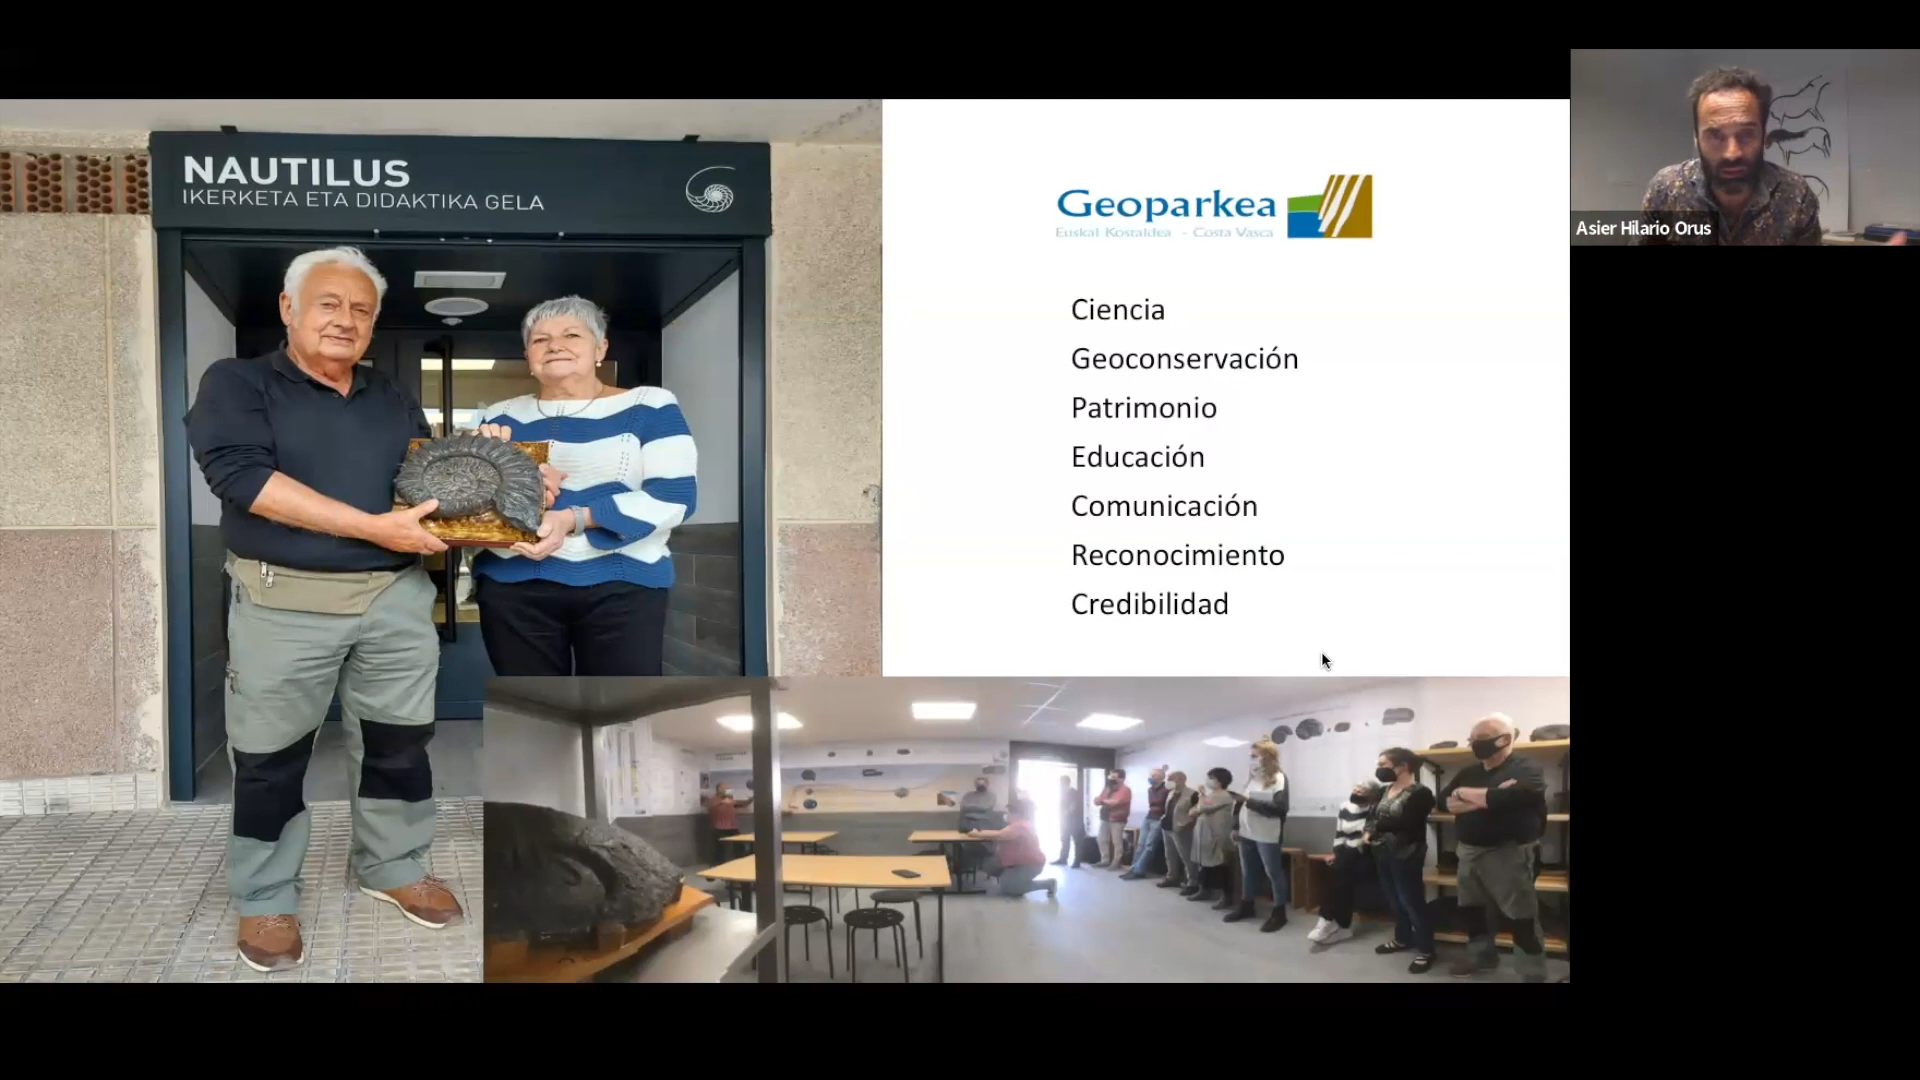 NAUTILUS
IKERKETA ETA DIDAKTIKA GELA
Geoparkea
Euskal Kostaldea - Costa Vasca
Ciencia
Geoconservación
Patrimonio
Educación
Comunicación
Reconocimiento
Credibilidad
Asier Hilario Orus